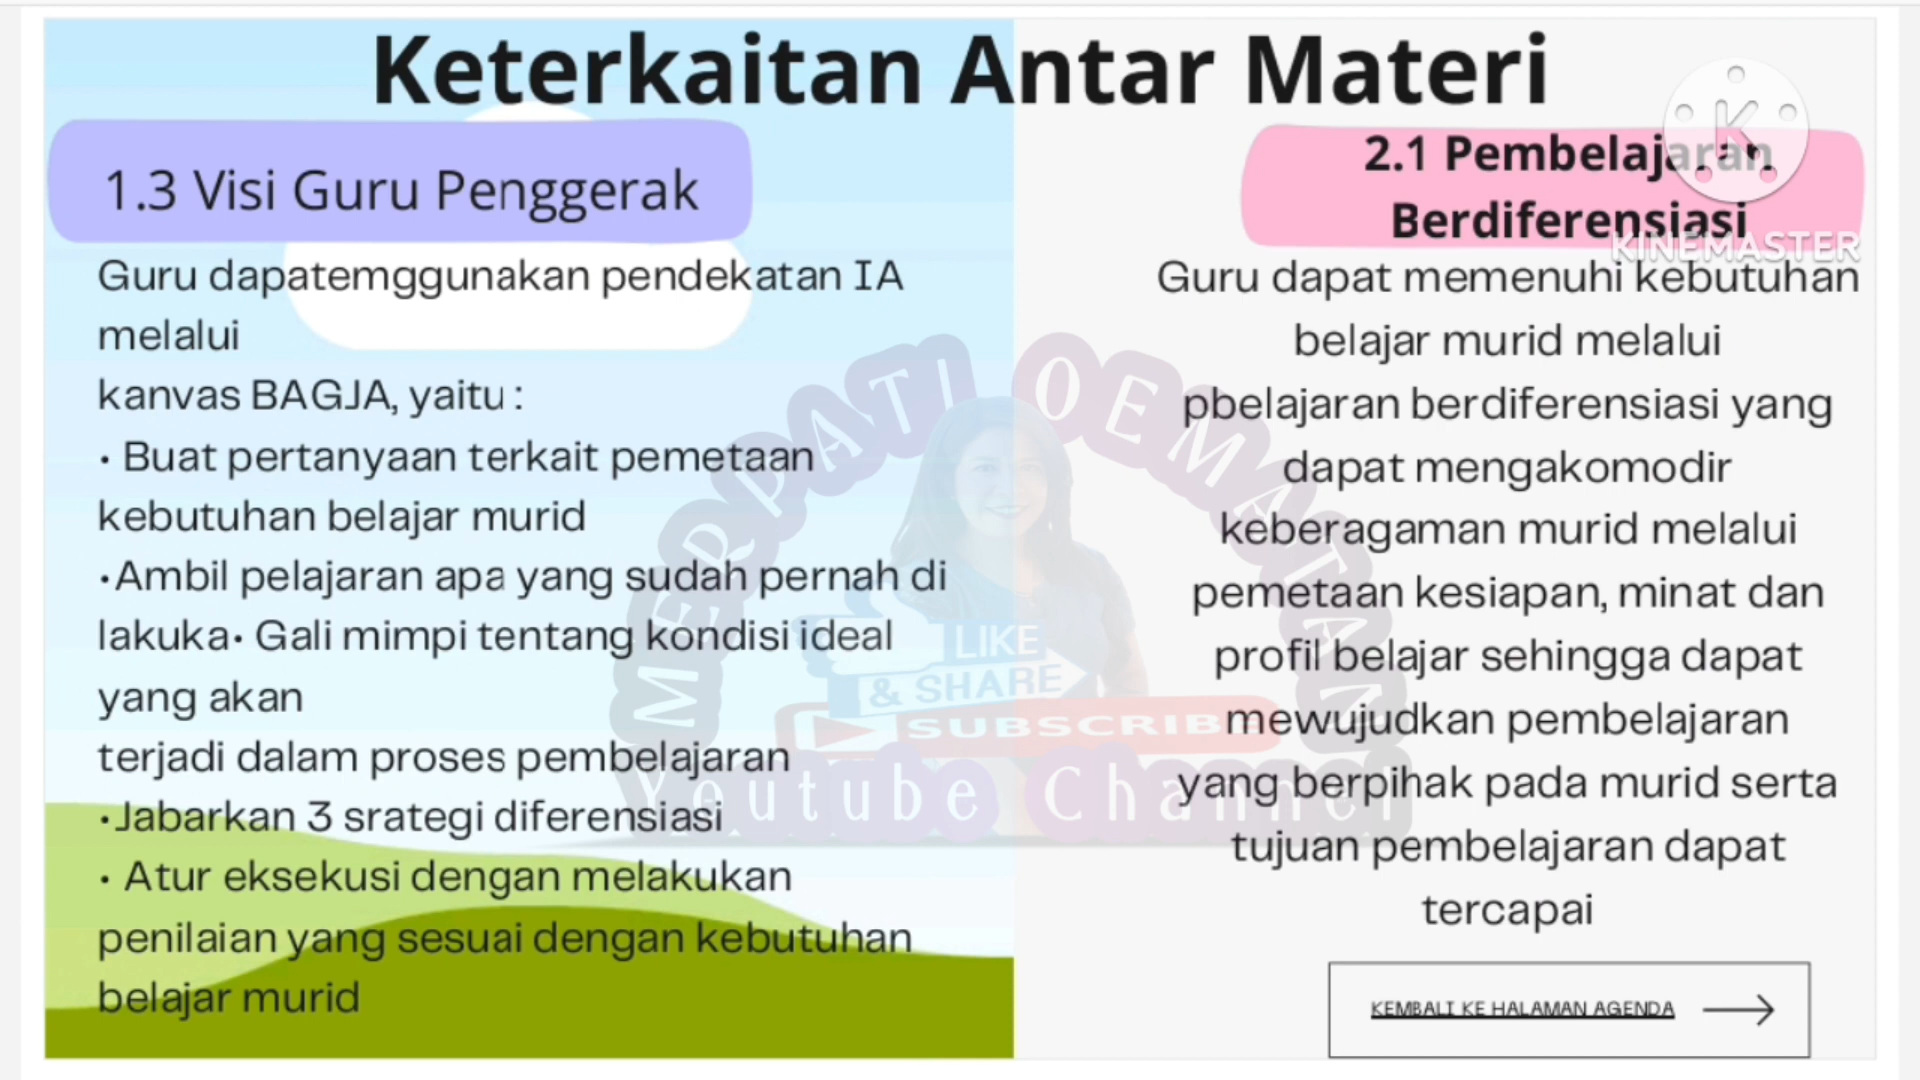 Keterkaitan Antar Materi
1.3 Visi Guru Penggerak
Guru dapatemggunakan pendekatan IA
melalui
kanvas BAGJA, yaitu :
• Buat pertanyaan terkait pemetaan
kebutuhan belajar murid
•Ambil pelajaran apa yang sudah pernah di
lakuka• Gali mimpi tentang kondisi ideal
yang akan
terjadi dalam proses pembelajaran
•Jabarkan 3 srategi diferensiasi
• Atur eksekusi dengan melakukan
penilaian yang sesuai dengan kebutuhan
belajar murid
2.1 Pembelajaran
Berdiferensiasi
Guru dapat memenuhi kebutuhan
belajar murid melalui
pbelajaran berdiferensiasi yang
dapat mengakomodir
keberagaman murid melalui
pemetaan kesiapan, minat dan
profil belajar sehingga dapat
mewujudkan pembelajaran
yang berpihak pada murid serta
tujuan pembelajaran dapat
tercapai
KEMBALI KE HALAMAN AGENDA
K
KINEMASTER
MERPATI OEMATAN
LIKE
& SHARE
SUBSCRIBE
Youtube Channel